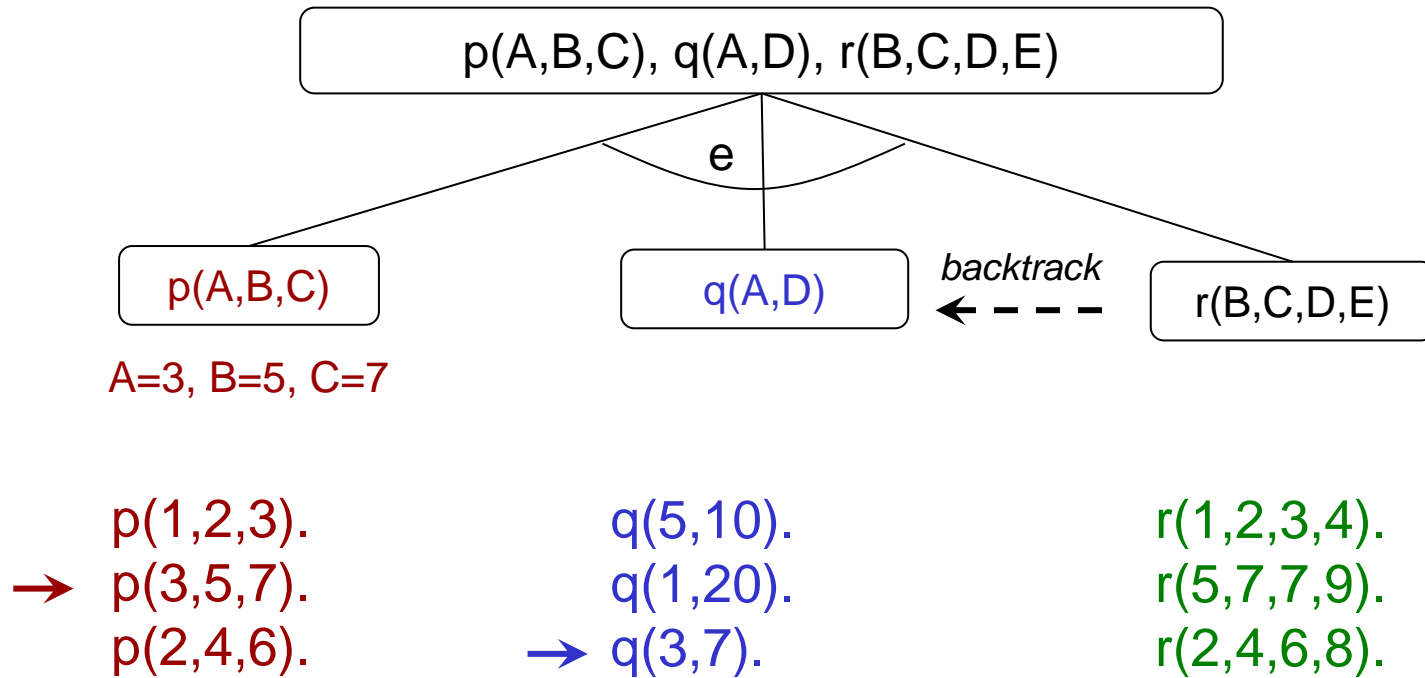 p(A,B,C), q(A,D), r(B,C,D,E)
e
p(A,B,C)
q(A,D)
backtrack
r(B,C,D,E)
A=3, B=5, C=7
p(1,2,3).
q(5,10).
r(1,2,3,4).
p(3,5,7).
q(1,20).
r(5,7,7,9).
p(2,4,6).
q(3,7).
r(2,4,6,8).